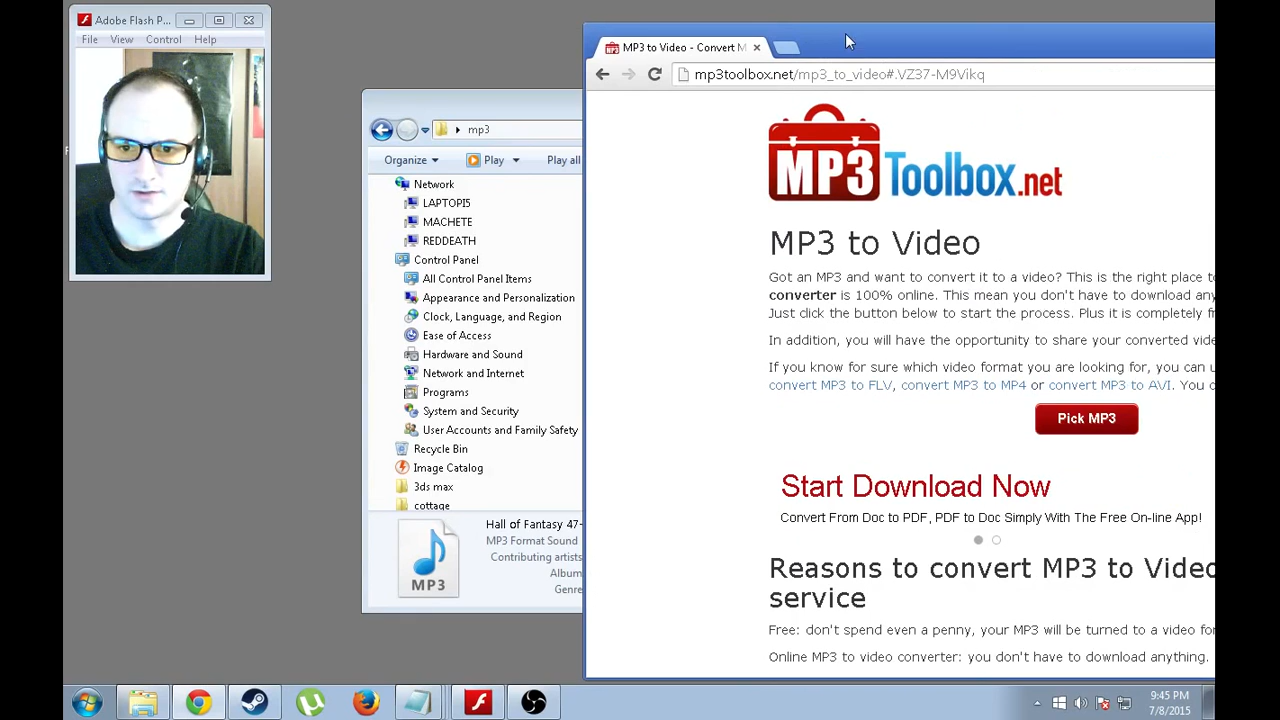 Adobe Flash P...
File View Control Help
mp3
Organize
Play
Play all
Network
LAPTOPI5
MACHETE
REDDEATH
Control Panel
All Control Panel Items
Appearance and Personalization
Clock, Language, and Region
Ease of Access
Hardware and Sound
Network and Internet
Programs
System and Security
User Accounts and Family Safety
Recycle Bin
Image Catalog
3ds max
cottage
MP3
Hall of Fantasy 47-
MP3 Format Sound
Contributing artists
Album
Genre
MP3 to Video - Convert M
mp3toolbox.net/mp3_to_video#.VZ37-M9Vikq
MP3 Toolbox.net
MP3 to Video
Got an MP3 and want to convert it to a video? This is the right place t
converter is 100% online. This mean you don't have to download any
Just click the button below to start the process. Plus it is completely fr
In addition, you will have the opportunity to share your converted vide
If you know for sure which video format you are looking for, you can u
convert MP3 to FLV, convert MP3 to MP4 or convert MP3 to AVI. You c
Pick MP3
Start Download Now
Convert From Doc to PDF, PDF to Doc Simply With The Free On-line App!
Reasons to convert MP3 to Video
service
Free: don't spend even a penny, your MP3 will be turned to a video fo
Online MP3 to video converter: you don't have to download anything.
9:45 PM
7/8/2015